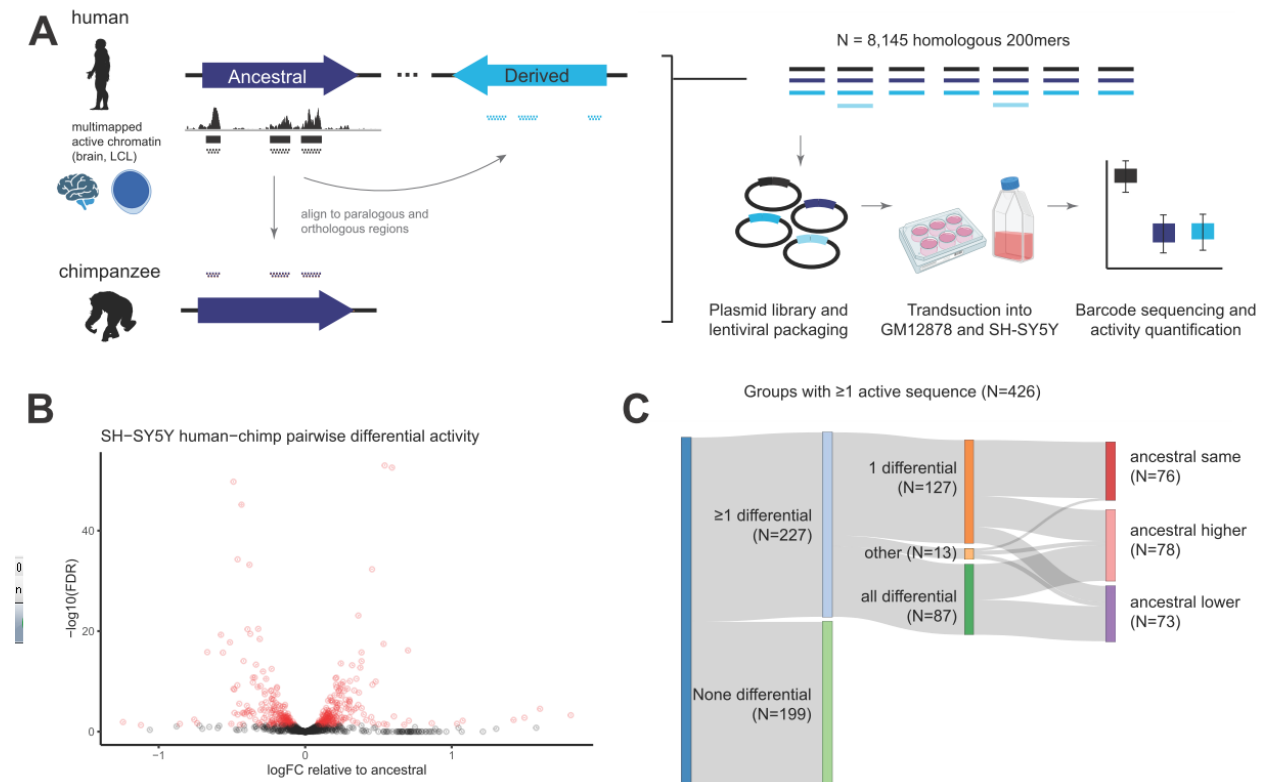 A
human
Ancestral
Derived
multimapped
active chromatin
(brain, LCL)
align to paralogous and
orthologous regions
chimpanzee
N = 8,145 homologous 200mers
Plasmid library and
lentiviral packaging
Transduction into
GM12878 and SH-SY5Y
Barcode sequencing and
activity quantification
B
SH−SY5Y human−chimp pairwise differential activity
−log10(FDR)
40
20
0
−1
0
1
logFC relative to ancestral
0
n
C
Groups with ≥1 active sequence (N=426)
≥1 differential
(N=227)
None differential
(N=199)
1 differential
(N=127)
other (N=13)
all differential
(N=87)
ancestral same
(N=76)
ancestral higher
(N=78)
ancestral lower
(N=73)